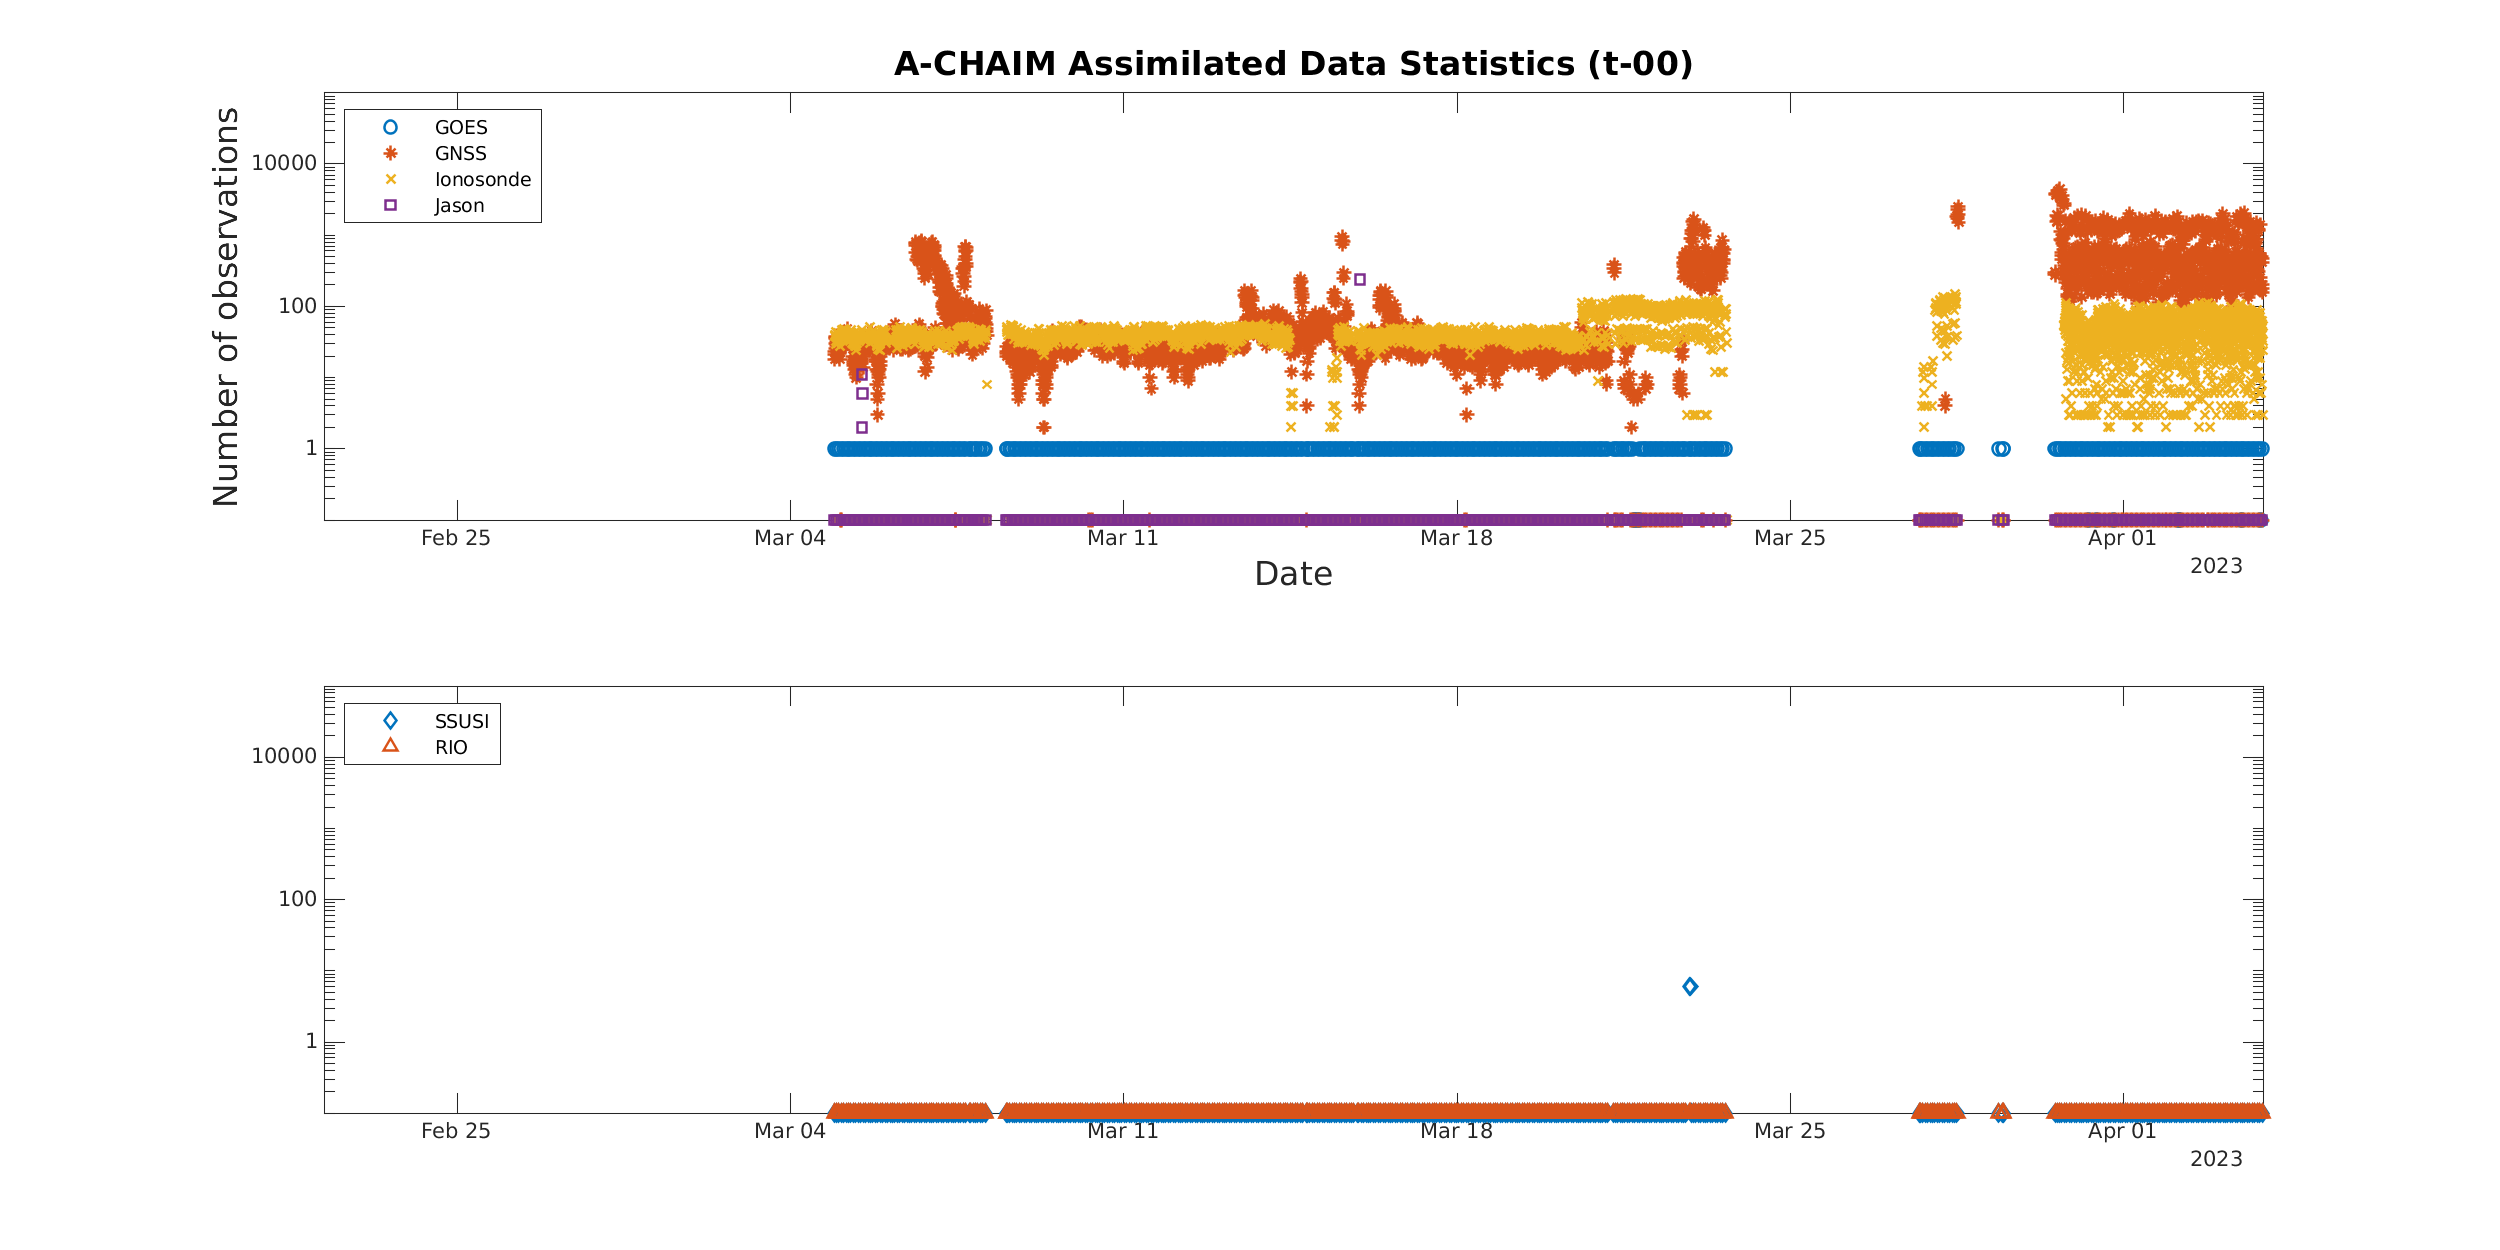 A-CHAIM Assimilated Data Statistics (t-00)
Number of observations
GOES
GNSS
Ionosonde
Jason
10000
100
1
Feb 25
Mar 04
Mar 11
Mar 18
Mar 25
Apr 01
2023
Date
SSUSI
RIO
10000
100
1
Feb 25
Mar 04
Mar 11
Mar 18
Mar 25
Apr 01
2023